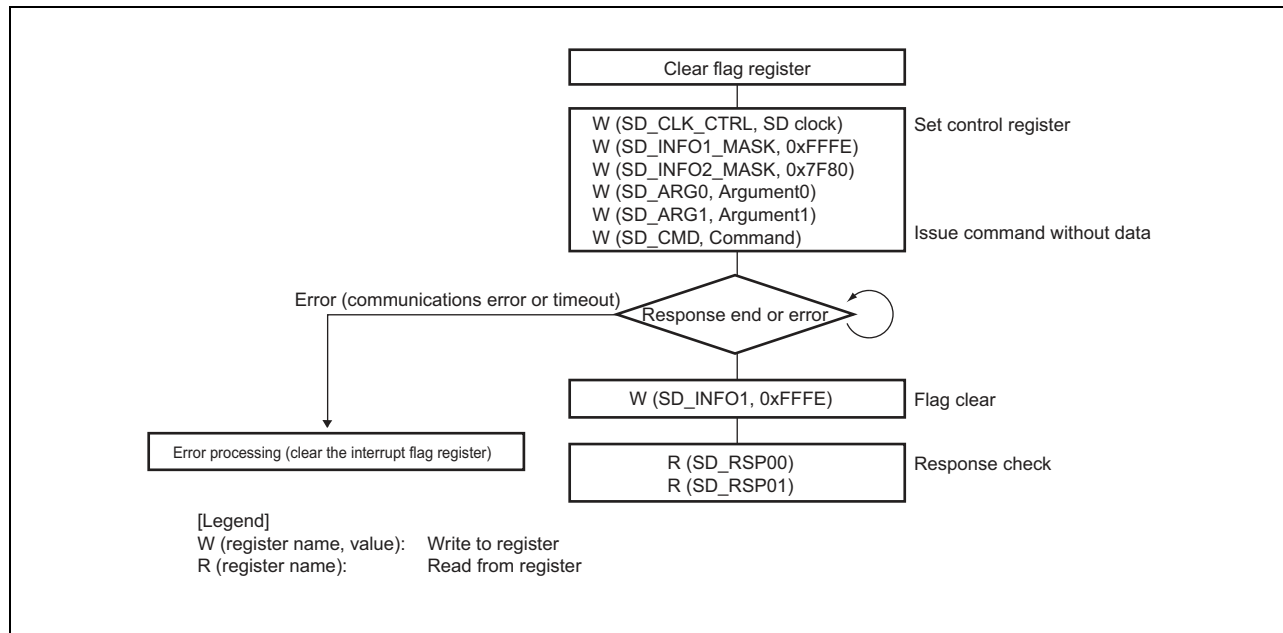 Clear flag register
W (SD_CLK_CTRL, SD clock)
Set control register
W (SD_INFO1_MASK, 0xFFFE)
W (SD_INFO2_MASK, 0x7F80)
W (SD_ARG0, Argument0)
W (SD_ARG1, Argument1)
W (SD_CMD, Command)
Issue command without data
Error (communications error or timeout)
Response end or error
W (SD_INFO1, 0xFFFE)
Flag clear
Error processing (clear the interrupt flag register)
R (SD_RSP00)
Response check
R (SD_RSP01)
[Legend]
W (register name, value): Write to register
R (register name): Read from register